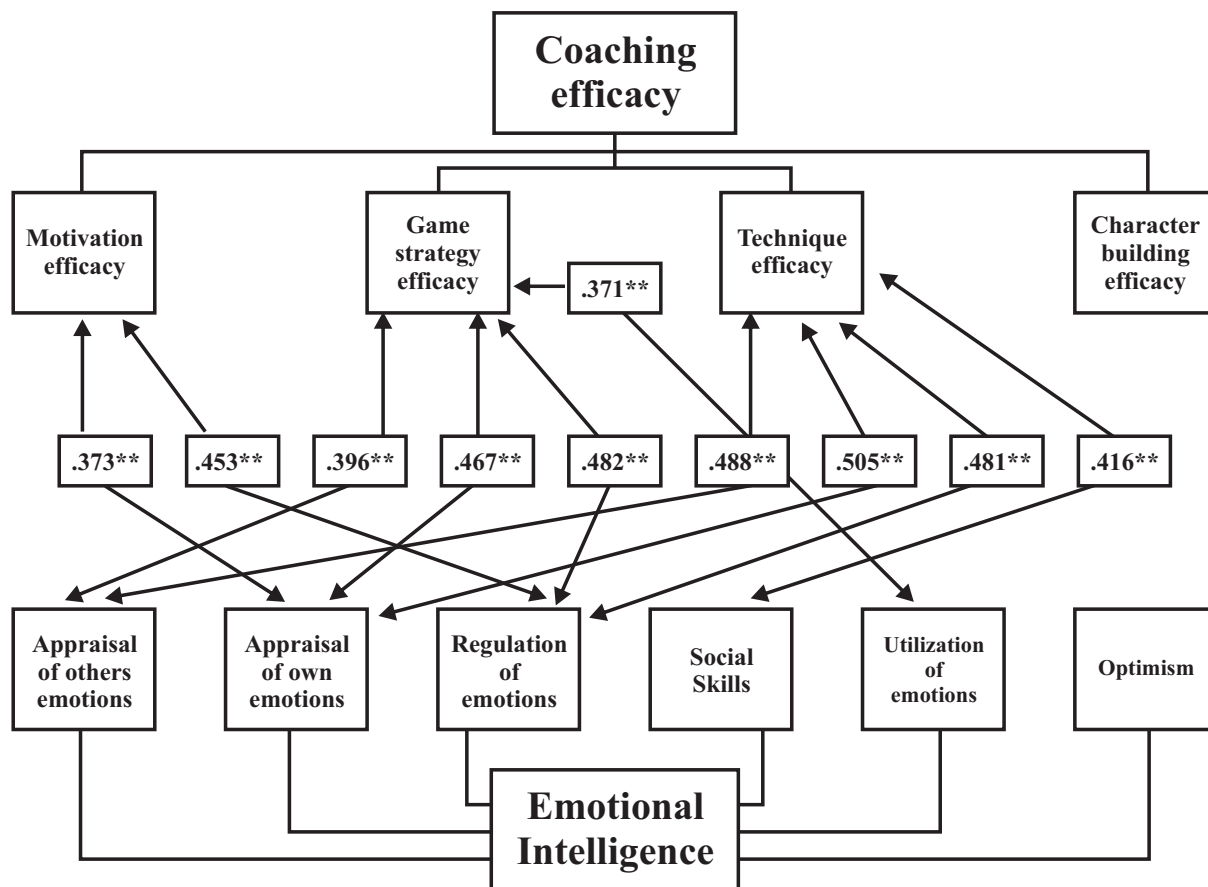 Coaching
efficacy
Motivation
efficacy
Game
strategy
efficacy
Technique
efficacy
Character
building
efficacy
.371**
.373**
.453**
.396**
.467**
.482**
.488**
.505**
.481**
.416**
Appraisal
of others
emotions
Appraisal
of own
emotions
Regulation
of
emotions
Social
Skills
Utilization
of
emotions
Optimism
Emotional
Intelligence